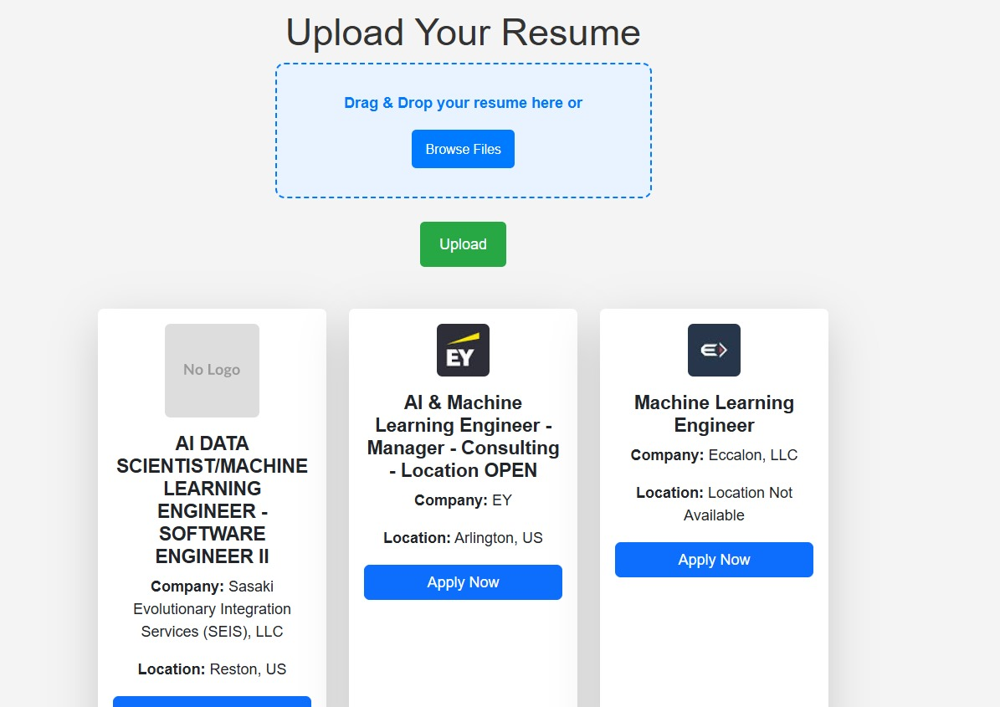 Upload Your Resume
Drag & Drop your resume here or
Browse Files
Upload
No Logo
AI DATA
SCIENTIST/MACHINE
LEARNING
ENGINEER -
SOFTWARE
ENGINEER II
Company: Sasaki
Evolutionary Integration
Services (SEIS), LLC
Location: Reston, US
EY
AI & Machine
Learning Engineer -
Manager - Consulting
- Location OPEN
Company: EY
Location: Arlington, US
Apply Now
Machine Learning
Engineer
Company: Eccalon, LLC
Location: Location Not
Available
Apply Now